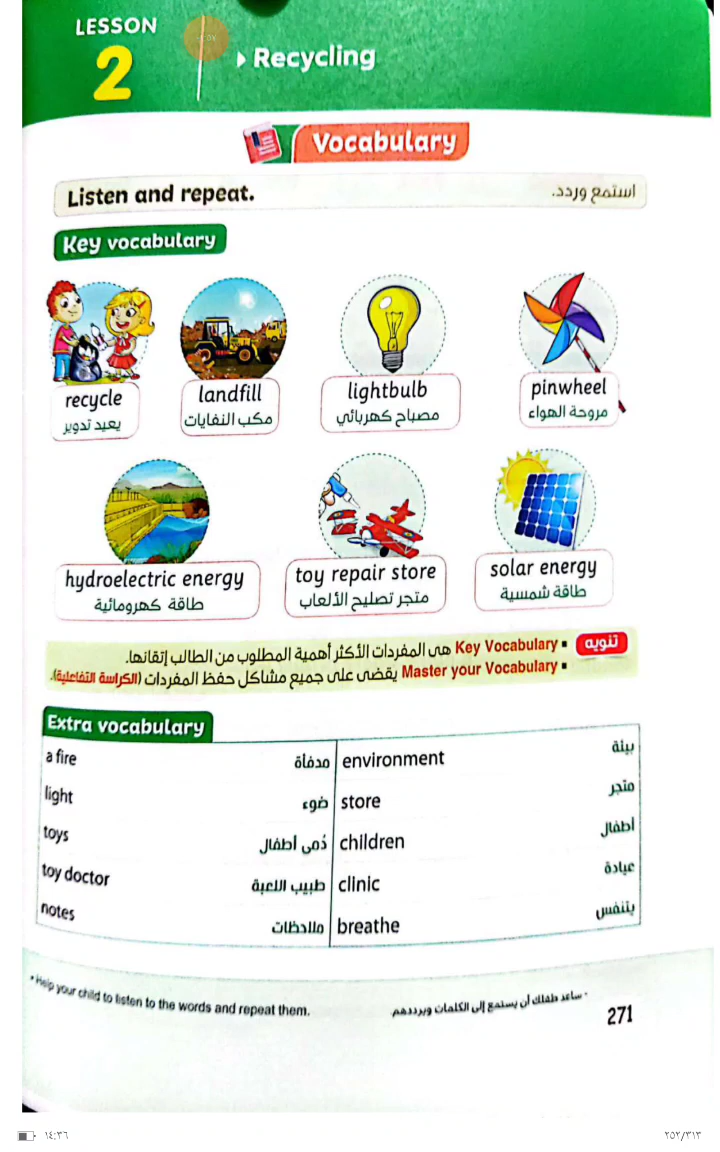 LESSON
2
Recycling
Vocabulary
Listen and repeat.
استمع وردد.
Key vocabulary
recycle
يعيد تدوير
landfill
مكب النفايات
lightbulb
مصباح كهربائي
pinwheel
مروحة الهواء
hydroelectric energy
طاقة كهرومائية
toy repair store
متجر تصليح الألعاب
solar energy
طاقة شمسية
تنويه
▪ Key Vocabulary هى المفردات الأكثر أهمية المطلوب من الطالب إتقانها.
▪ Master your Vocabulary يقضى على جميع مشاكل حفظ المفردات (الكراسة التفاعلية).
Extra vocabulary
a fire مدفأة environment بيئة
light ضوء store متجر
toys دُمى أطفال children أطفال
toy doctor طبيب اللعبة clinic عيادة
notes ملاحظات breathe يتنفس
* Help your child to listen to the words and repeat them.
* ساعد طفلك أن يستمع إلى الكلمات ويرددهم
271
١٤:٣٦
٢٥٢/٣١٣